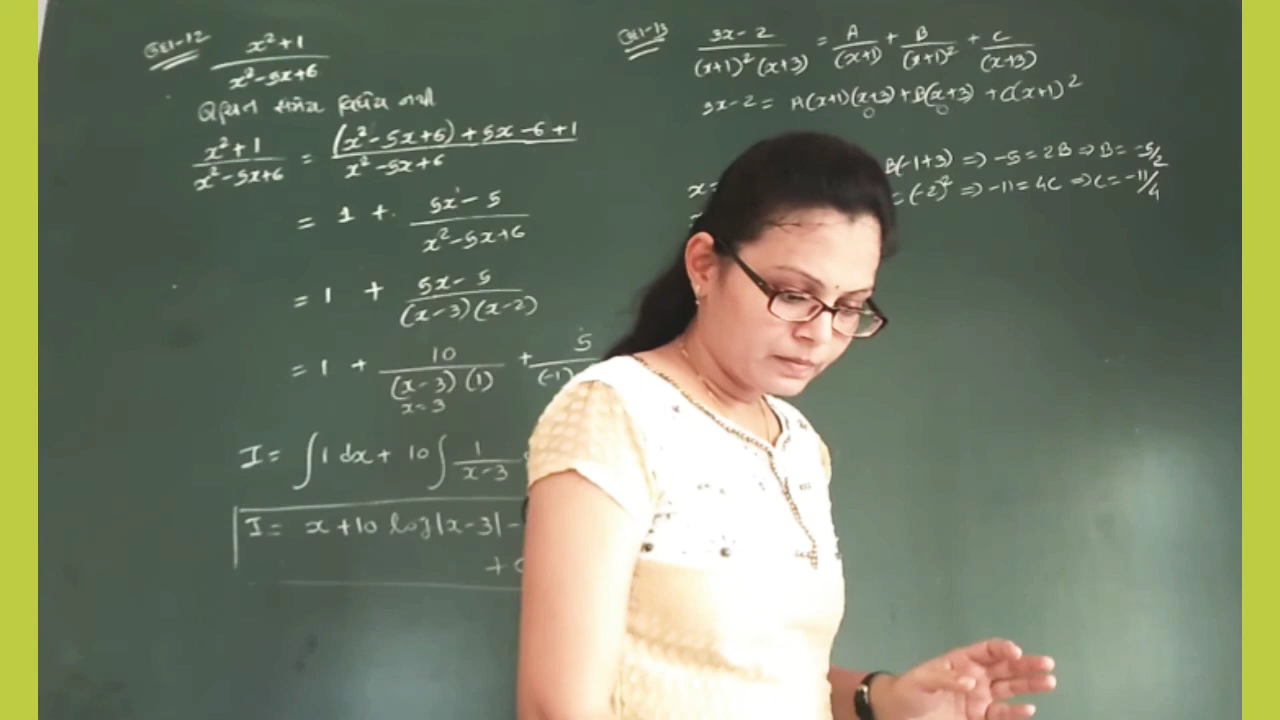 ઉદા-12 x²+1 / x²-5x+6
x²+1 / x²-5x+6 = (x²-5x+6)+5x-6+1 / x²-5x+6
= 1 + 5x-5 / x²-5x+6
= 1 + 5x-5 / (x-3)(x-2)
= 1 + 10 / (x-3)(1) + 5 / (-1)
x=3
I = ∫1 dx + 10 ∫ 1 / x-3
I = x+10 log|x-3| -
+ C
ઉદા-13 3x-2 / (x+1)²(x+3) = A / (x+1) + B / (x+1)² + C / (x+3)
3x-2 = A(x+1)(x+3) + B(x+3) + C(x+1)²
x= B(-1+3) => -5=2B => B= -5/2
= (-2)² => -11=4C => C= -11/4